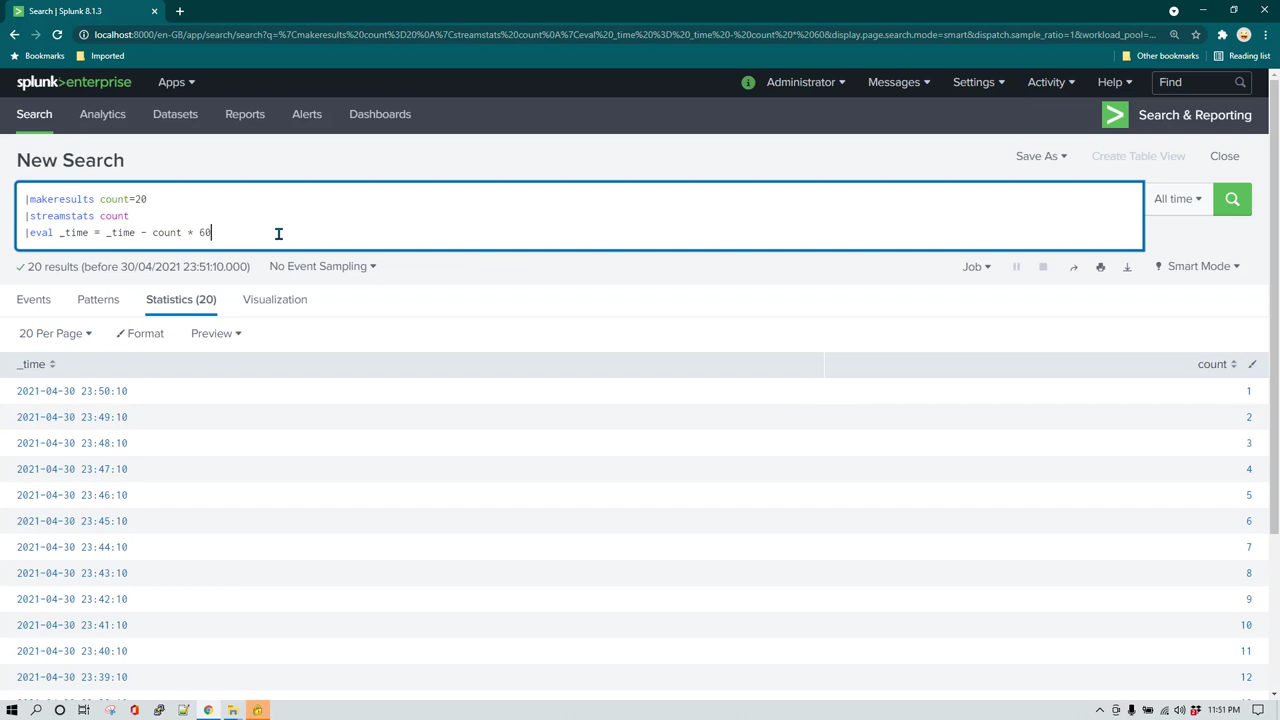 Search | Splunk 8.1.3
localhost:8000/en-GB/app/search/search?q=%7Cmakeresults %20count%3D20 %0A%7Cstreamstats%20count%0A%7Ceval _time %20%3D%20_time%20-%20count%20*%2060&display.page.search.mode=smart&dispatch.sample_ratio=1&workload_pool=...
Bookmarks Imported Other bookmarks Reading list
splunk>enterprise Apps Administrator Messages Settings Activity Help Find
Search Analytics Datasets Reports Alerts Dashboards Search & Reporting
New Search Save As Create Table View Close
|makeresults count=20 All time
|streamstats count
|eval _time = _time - count * 60
20 results (before 30/04/2021 23:51:10.000) No Event Sampling Job Smart Mode
Events Patterns Statistics (20) Visualization
20 Per Page Format Preview
_time count
2021-04-30 23:50:10 1
2021-04-30 23:49:10 2
2021-04-30 23:48:10 3
2021-04-30 23:47:10 4
2021-04-30 23:46:10 5
2021-04-30 23:45:10 6
2021-04-30 23:44:10 7
2021-04-30 23:43:10 8
2021-04-30 23:42:10 9
2021-04-30 23:41:10 10
2021-04-30 23:40:10 11
2021-04-30 23:39:10 12
11:51 PM